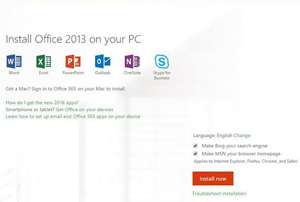 Install Office 2013 on your PC
Word Excel PowerPoint Outlook OneNote Skype for Business
Got a Mac? Sign in to Office 365 on your Mac to install.
How do I get the new 2016 apps?
Smartphone or tablet? Get Office on your devices
Learn how to set up email and Office 365 apps on your device
Language: English Change
Make Bing your search engine
Make MSN your browser homepage
Applies to Internet Explorer, Firefox, Chrome, and Safari
Install now
Troubleshoot installation